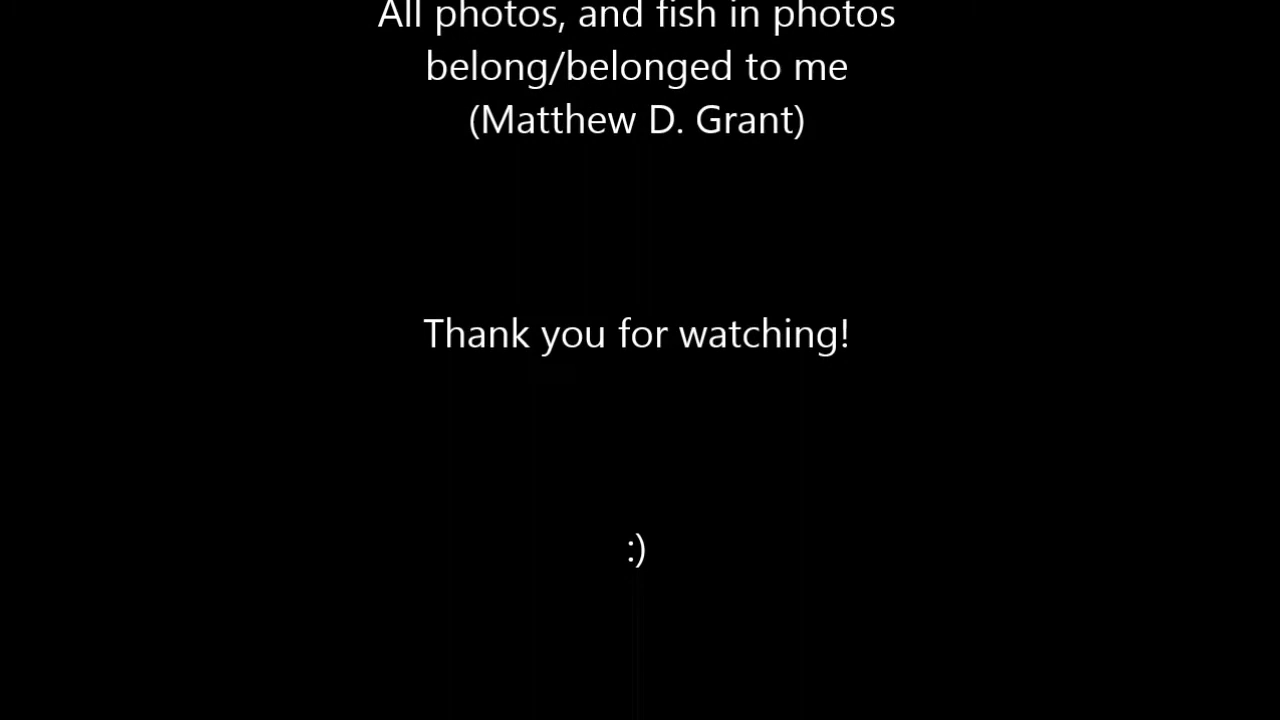 All photos, and fish in photos
belong/belonged to me
(Matthew D. Grant)
Thank you for watching!
:)